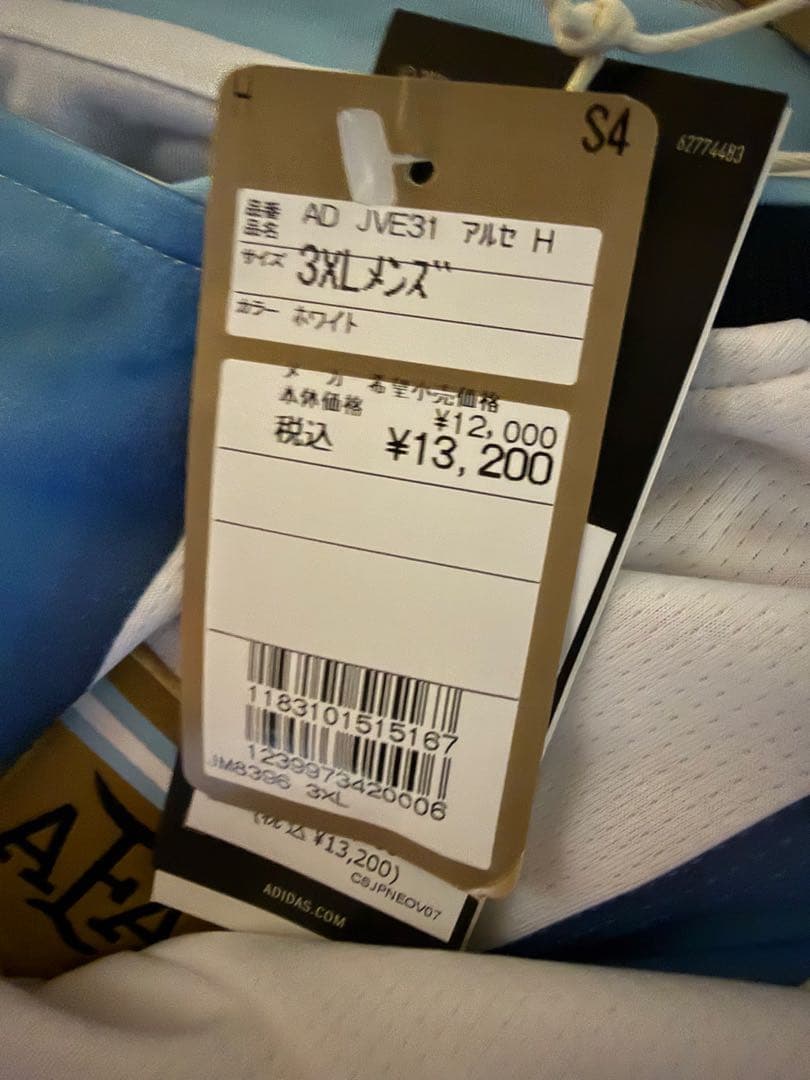 S4
62774483
品番 AD JVE31 アルゼ H
品名
サイズ 3XLメンズ
カラー ホワイト
メーカー希望小売価格
本体価格 ¥12,000
税込 ¥13,200
1183101515167
1239973420006
JM8396 3XL
(税込 ¥13,200)
CSJPNEOV07
ADIDAS.COM
AFA